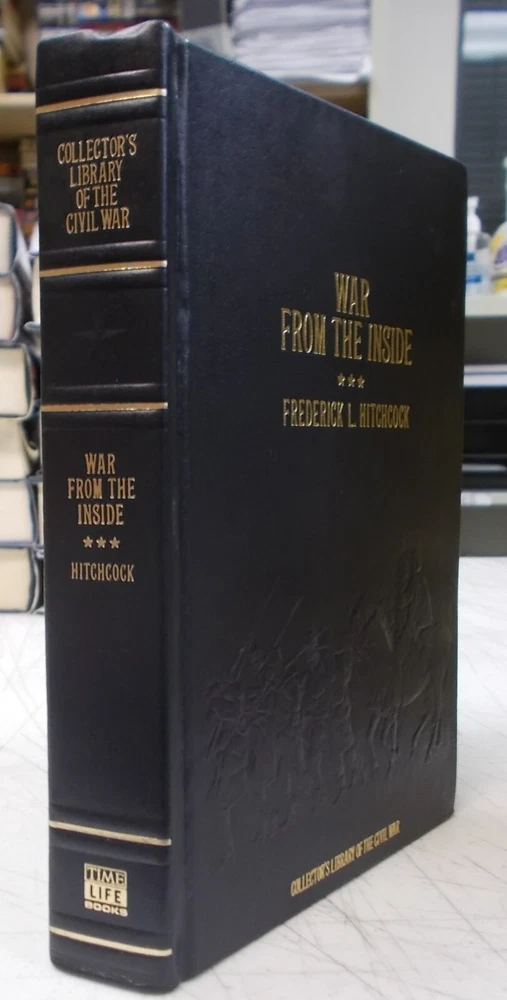 COLLECTOR'S
LIBRARY
OF THE
CIVIL WAR
WAR
FROM THE
INSIDE
HITCHCOCK
TIME
LIFE
BOOKS
WAR
FROM THE INSIDE
FREDERICK L. HITCHCOCK
COLLECTOR'S LIBRARY OF THE CIVIL WAR